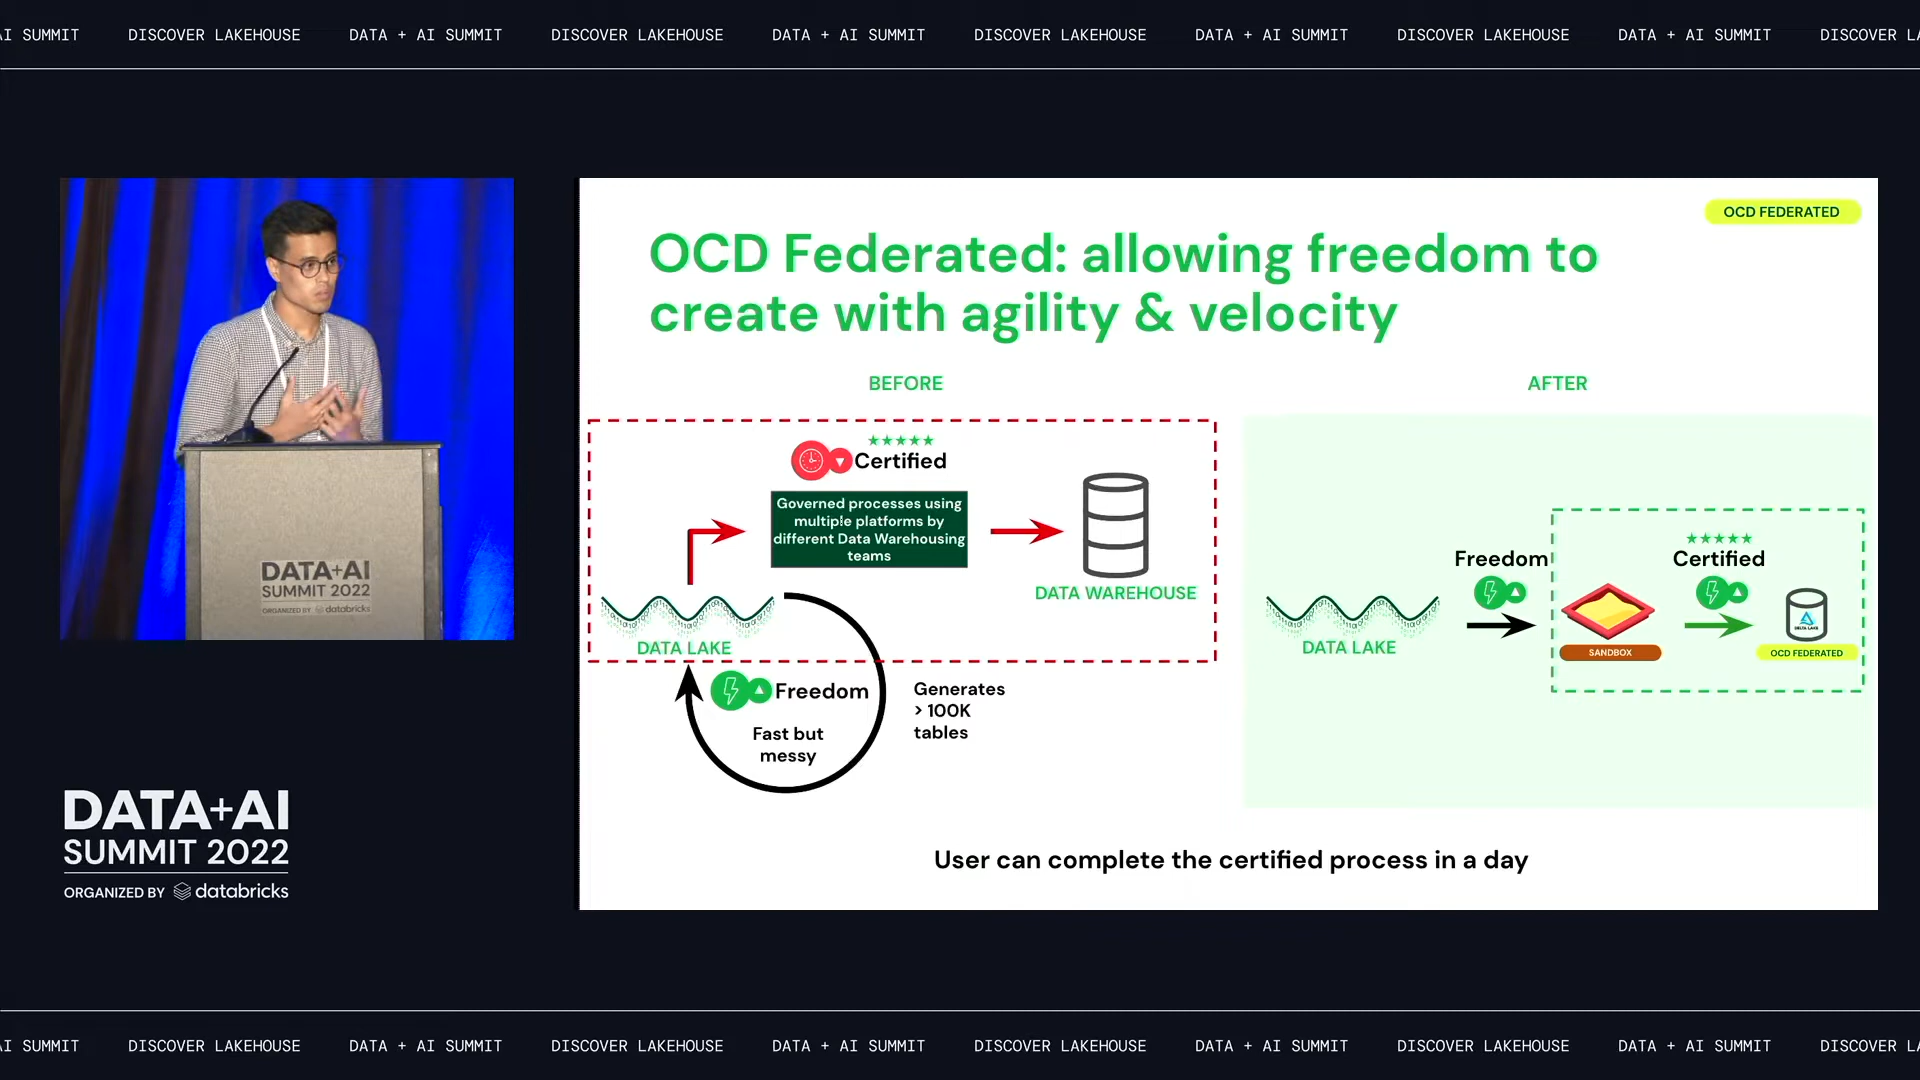 AI SUMMIT DISCOVER LAKEHOUSE DATA + AI SUMMIT DISCOVER LAKEHOUSE DATA + AI SUMMIT DISCOVER LAKEHOUSE DATA + AI SUMMIT DISCOVER LAKEHOUSE DATA + AI SUMMIT DISCOVER LA
OCD FEDERATED
OCD Federated: allowing freedom to
create with agility & velocity
BEFORE
★★★★★
Certified
Governed processes using
multiple platforms by
different Data Warehousing
teams
DATA WAREHOUSE
DATA LAKE
Freedom
Fast but
messy
Generates
> 100K
tables
AFTER
DATA LAKE
Freedom
SANDBOX
★★★★★
Certified
DELTA LAKE
OCD FEDERATED
User can complete the certified process in a day
DATA+AI
SUMMIT 2022
ORGANIZED BY databricks
DATA+AI
SUMMIT 2022
ORGANIZED BY databricks
AI SUMMIT DISCOVER LAKEHOUSE DATA + AI SUMMIT DISCOVER LAKEHOUSE DATA + AI SUMMIT DISCOVER LAKEHOUSE DATA + AI SUMMIT DISCOVER LAKEHOUSE DATA + AI SUMMIT DISCOVER LA